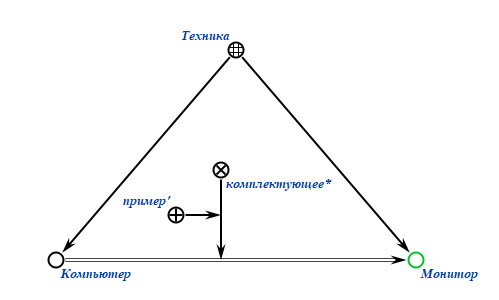 Техника
комплектующее*
пример'
Компьютер
Монитор